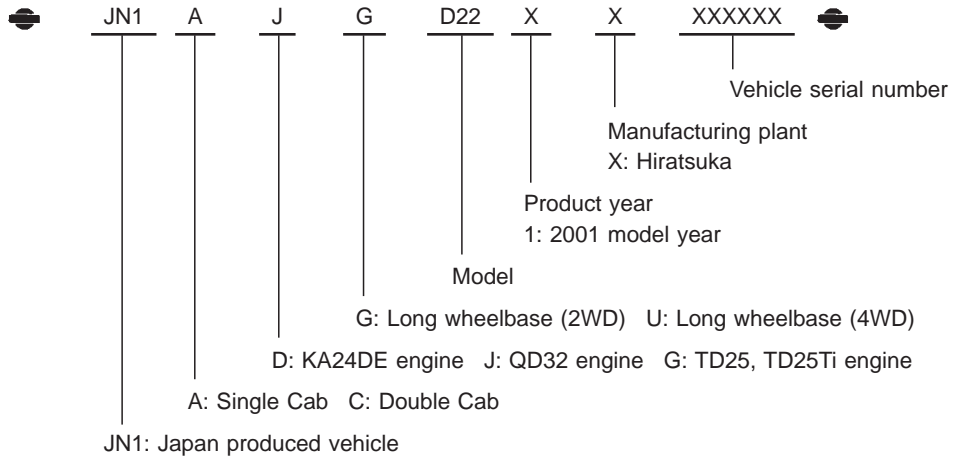 JN1 A J G D22 X X XXXXXX
Vehicle serial number
Manufacturing plant
X: Hiratsuka
Product year
1: 2001 model year
Model
G: Long wheelbase (2WD) U: Long wheelbase (4WD)
D: KA24DE engine J: QD32 engine G: TD25, TD25Ti engine
A: Single Cab C: Double Cab
JN1: Japan produced vehicle